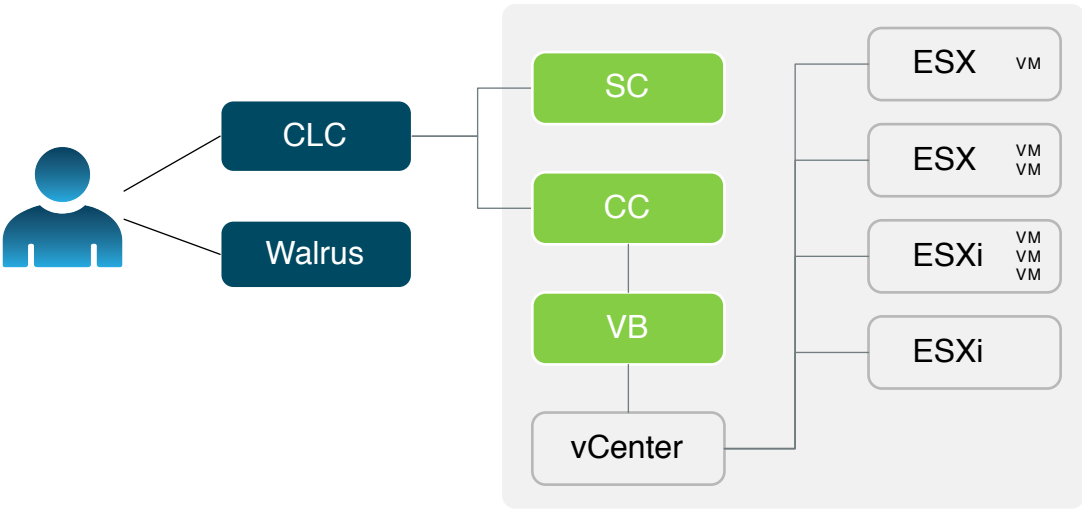 CLC
Walrus
SC
CC
VB
vCenter
ESX VM
ESX VM
VM
ESXi VM
VM
VM
ESXi